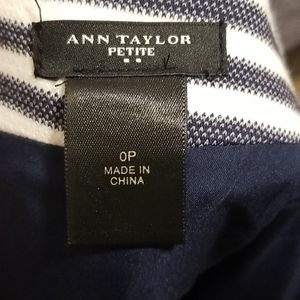 ANN TAYLOR
PETITE
0P
MADE IN
CHINA